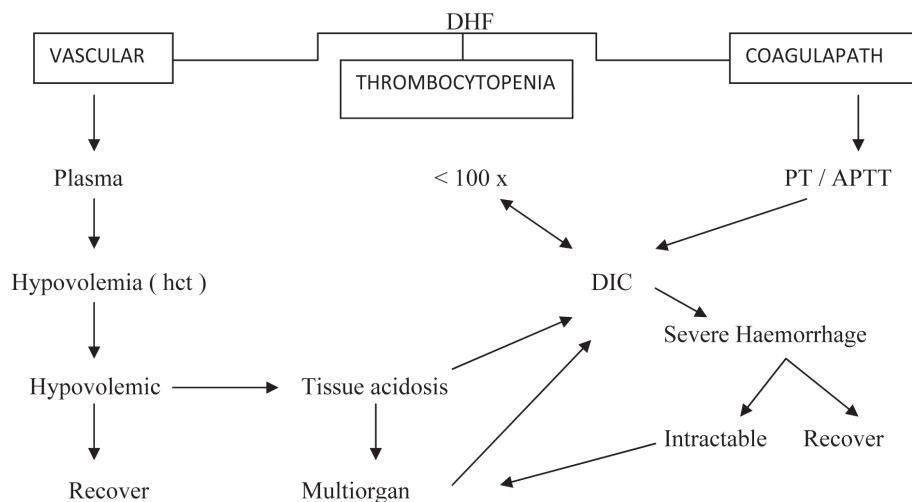 DHF
VASCULAR
THROMBOCYTOPENIA
COAGULAPATH
Plasma
< 100 x
PT / APTT
Hypovolemia ( hct )
DIC
Severe Haemorrhage
Hypovolemic
Tissue acidosis
Intractable
Recover
Recover
Multiorgan